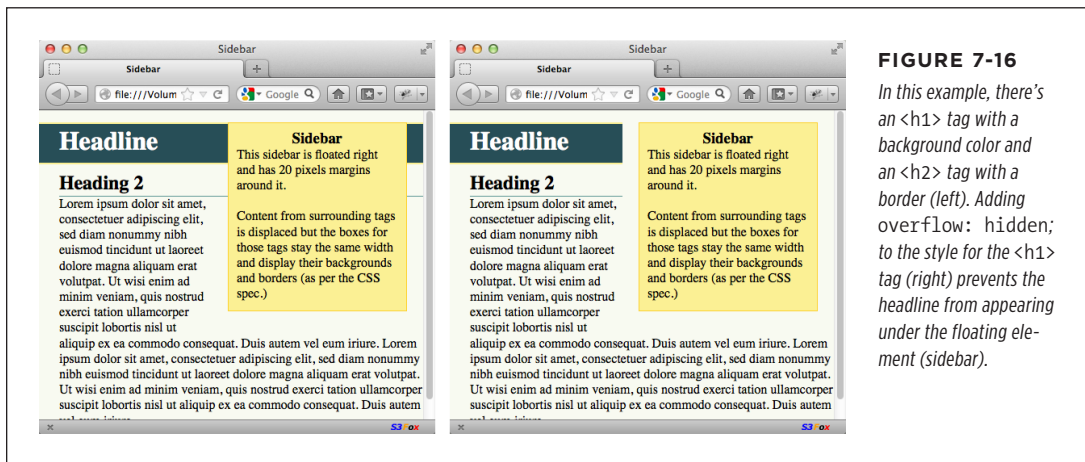 Sidebar
Sidebar
file:///Volum
Google
Headline
Sidebar
This sidebar is floated right
and has 20 pixels margins
around it.
Content from surrounding tags
is displaced but the boxes for
those tags stay the same width
and display their backgrounds
and borders (as per the CSS
spec.)
Heading 2
Lorem ipsum dolor sit amet,
consectetuer adipiscing elit,
sed diam nonummy nibh
euismod tincidunt ut laoreet
dolore magna aliquam erat
volutpat. Ut wisi enim ad
minim veniam, quis nostrud
exerci tation ullamcorper
suscipit lobortis nisl ut
aliquip ex ea commodo consequat. Duis autem vel eum iriure. Lorem
ipsum dolor sit amet, consectetuer adipiscing elit, sed diam nonummy
nibh euismod tincidunt ut laoreet dolore magna aliquam erat volutpat.
Ut wisi enim ad minim veniam, quis nostrud exerci tation ullamcorper
suscipit lobortis nisl ut aliquip ex ea commodo consequat. Duis autem
vel eum iriure.
S3Fox
Sidebar
Sidebar
file:///Volum
Google
Headline
Sidebar
This sidebar is floated right
and has 20 pixels margins
around it.
Content from surrounding tags
is displaced but the boxes for
those tags stay the same width
and display their backgrounds
and borders (as per the CSS
spec.)
Heading 2
Lorem ipsum dolor sit amet,
consectetuer adipiscing elit,
sed diam nonummy nibh
euismod tincidunt ut laoreet
dolore magna aliquam erat
volutpat. Ut wisi enim ad
minim veniam, quis nostrud
exerci tation ullamcorper
suscipit lobortis nisl ut
aliquip ex ea commodo consequat. Duis autem vel eum iriure. Lorem
ipsum dolor sit amet, consectetuer adipiscing elit, sed diam nonummy
nibh euismod tincidunt ut laoreet dolore magna aliquam erat volutpat.
Ut wisi enim ad minim veniam, quis nostrud exerci tation ullamcorper
suscipit lobortis nisl ut aliquip ex ea commodo consequat. Duis autem
vel eum iriure.
S3Fox
FIGURE 7-16
In this example, there's
an <h1> tag with a
background color and
an <h2> tag with a
border (left). Adding
overflow: hidden;
to the style for the <h1>
tag (right) prevents the
headline from appearing
under the floating ele-
ment (sidebar).